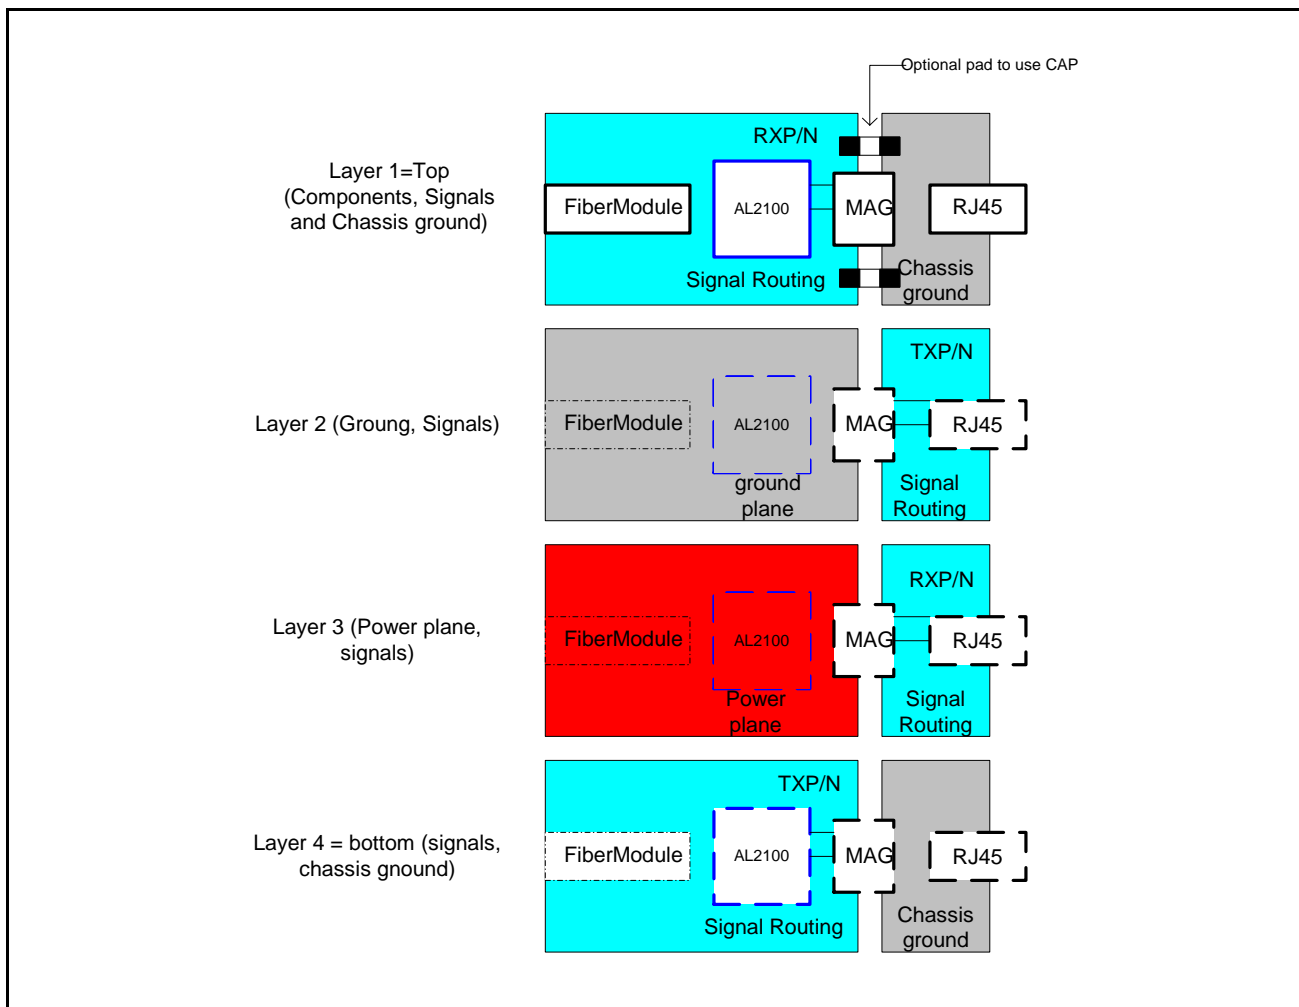 Optional pad to use CAP
Layer 1=Top
(Components, Signals
and Chassis ground)
RXP/N
FiberModule
AL2100
MAG
RJ45
Signal Routing
Chassis
ground
Layer 2 (Groung, Signals)
TXP/N
FiberModule
AL2100
MAG
RJ45
ground
plane
Signal
Routing
Layer 3 (Power plane,
signals)
RXP/N
FiberModule
AL2100
MAG
RJ45
Power
plane
Signal
Routing
Layer 4 = bottom (signals,
chassis gnound)
TXP/N
FiberModule
AL2100
MAG
RJ45
Signal Routing
Chassis
ground